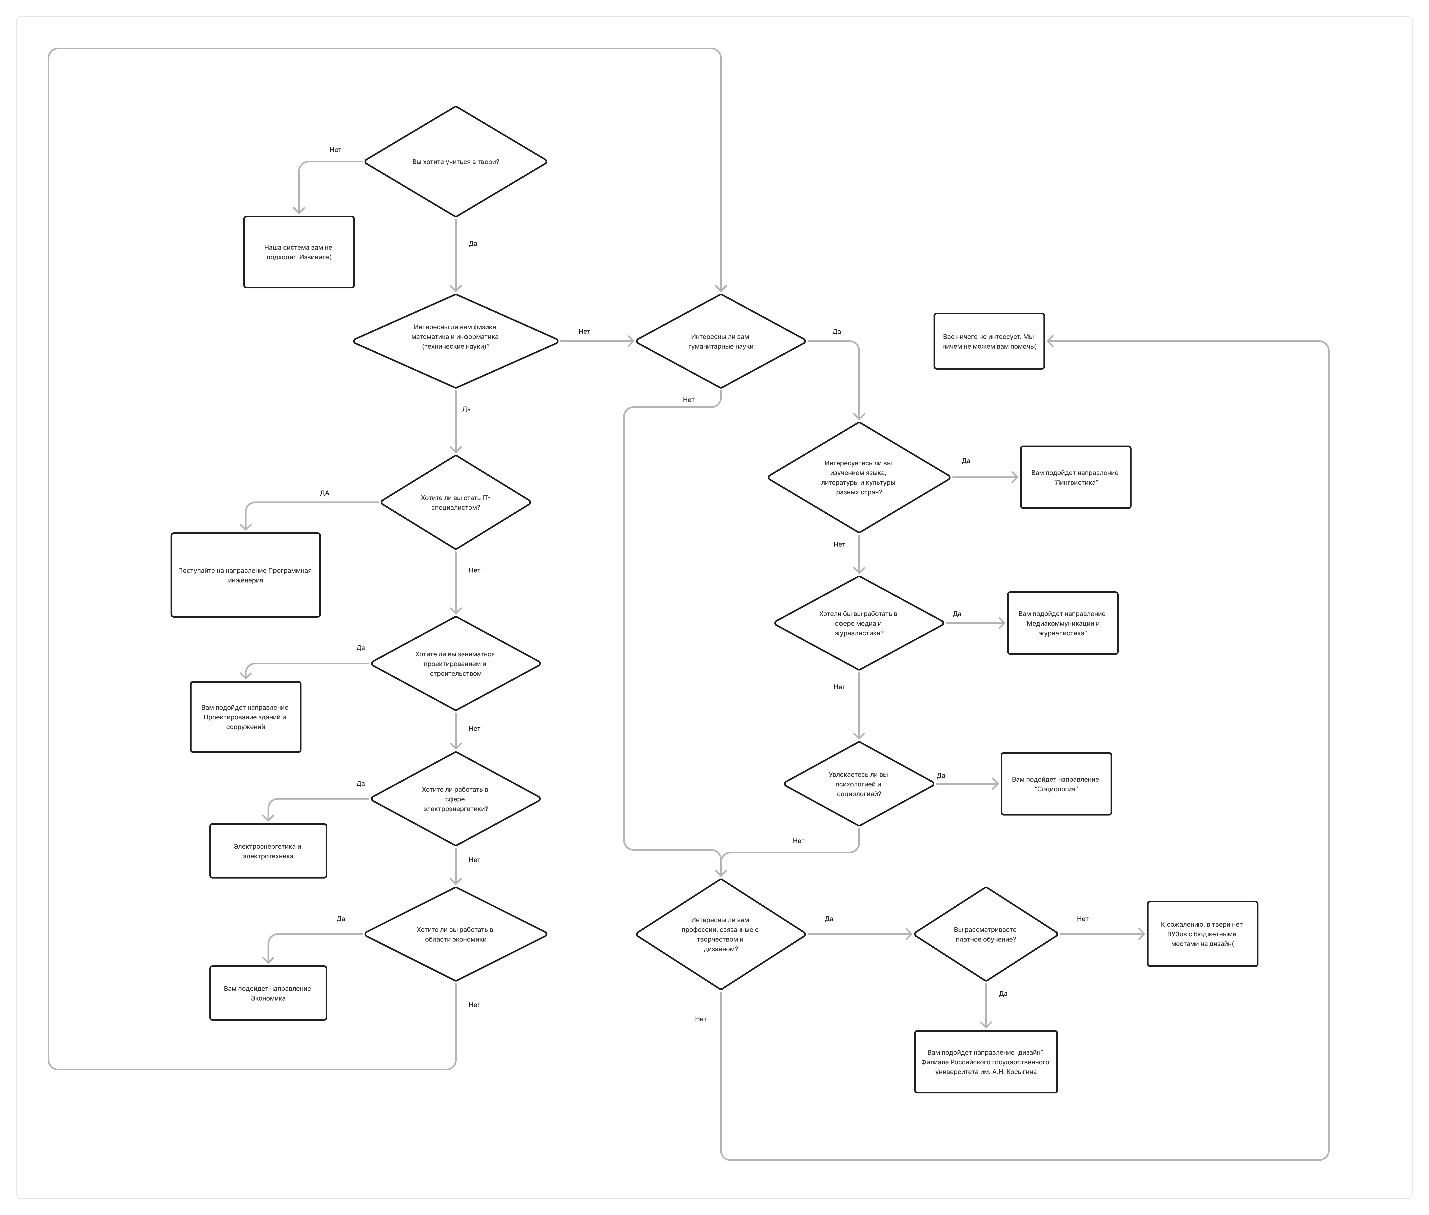 Нет
Вы хотите учиться в твери?
Да
Наша система вам не
подходит. Извините(
Интересны ли вам физика
математика и информатика
(технические науки)?
Нет
Интересны ли вам
гуманитарные науки
Да
Вас ничего не интесует. Мы
ничем не можем вам помочь(
Да
Нет
Интересуетесь ли вы
изучением языка,
литературы и культуры
разных стран?
Да
Вам подойдет направление
"Лингвистика"
Хотите ли вы стать IT-
специалистом?
ДА
Нет
Поступайте на направление Программная
инженерия
Нет
Хотели бы вы работать в
сфере медиа и
журналистике?
Да
Вам подойдет направление
"Медиакоммуникации и
журналистика"
Хотите ли вы заниматься
проектированием и
строительством
Да
Нет
Вам подойдет направление
Проектирование зданий и
сооружений
Нет
Увлекаетесь ли вы
психологией и
социологией?
Да
Вам подойдет направление
"Социология"
Хотите ли работать в
сфере
электроэнергетики?
Да
Электроэнергетика и
электротехника
Нет
Нет
Хотите ли вы работать в
области экономики
Да
Вам подойдет направление
Экономика
Нет
Интересны ли вам
профессии, связанные с
творчеством и
дизайном?
Да
Вы рассматриваете
платное обучение?
Нет
К сожалению, в твери нет
ВУЗов с бюджетными
местами на дизайн(
Нет
Да
Вам подойдет направление "дизайн"
Филиала Российского государственного
университета им. А.Н. Косыгина